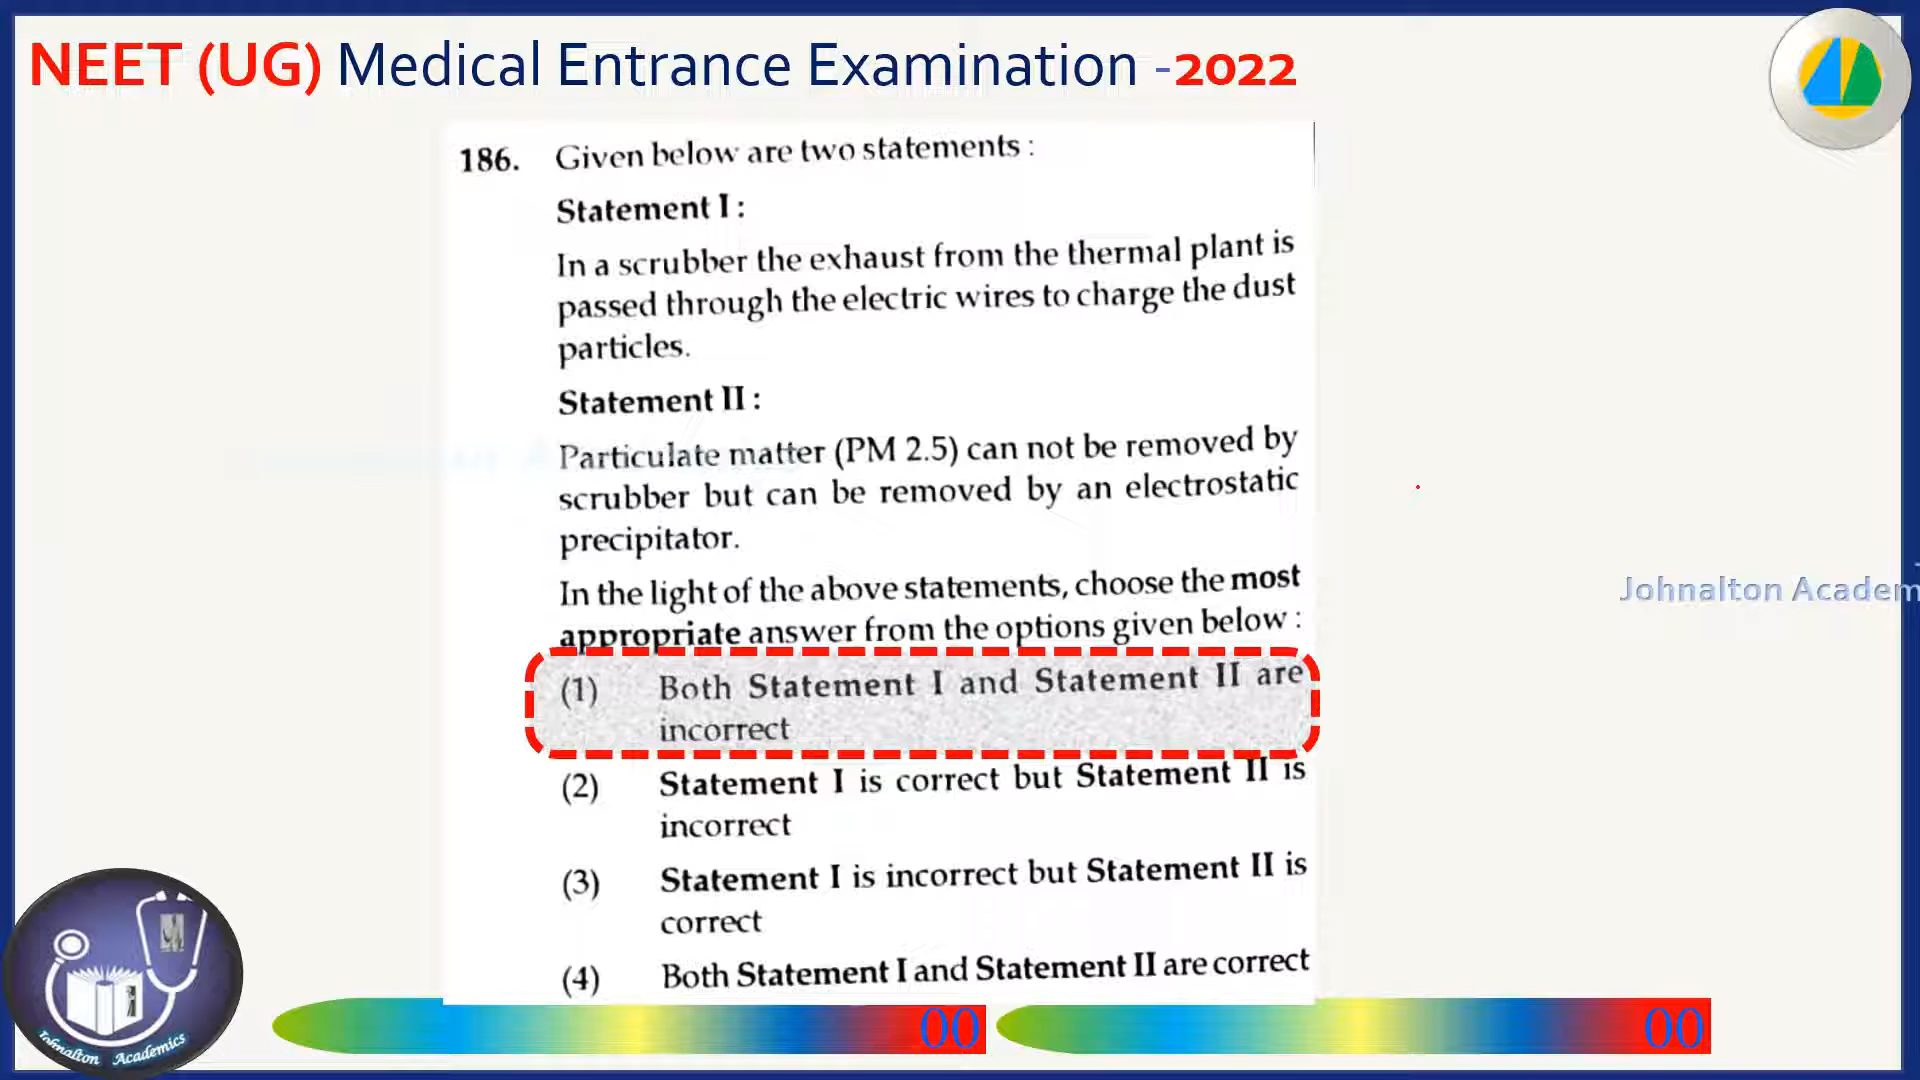 NEET (UG) Medical Entrance Examination -2022
186. Given below are two statements :
Statement I :
In a scrubber the exhaust from the thermal plant is
passed through the electric wires to charge the dust
particles.
Statement II :
Particulate matter (PM 2.5) can not be removed by
scrubber but can be removed by an electrostatic
precipitator.
In the light of the above statements, choose the most
appropriate answer from the options given below :
(1) Both Statement I and Statement II are
incorrect
(2) Statement I is correct but Statement II is
incorrect
(3) Statement I is incorrect but Statement II is
correct
(4) Both Statement I and Statement II are correct
Johnalton Academ
Johnalton Academics
00
00